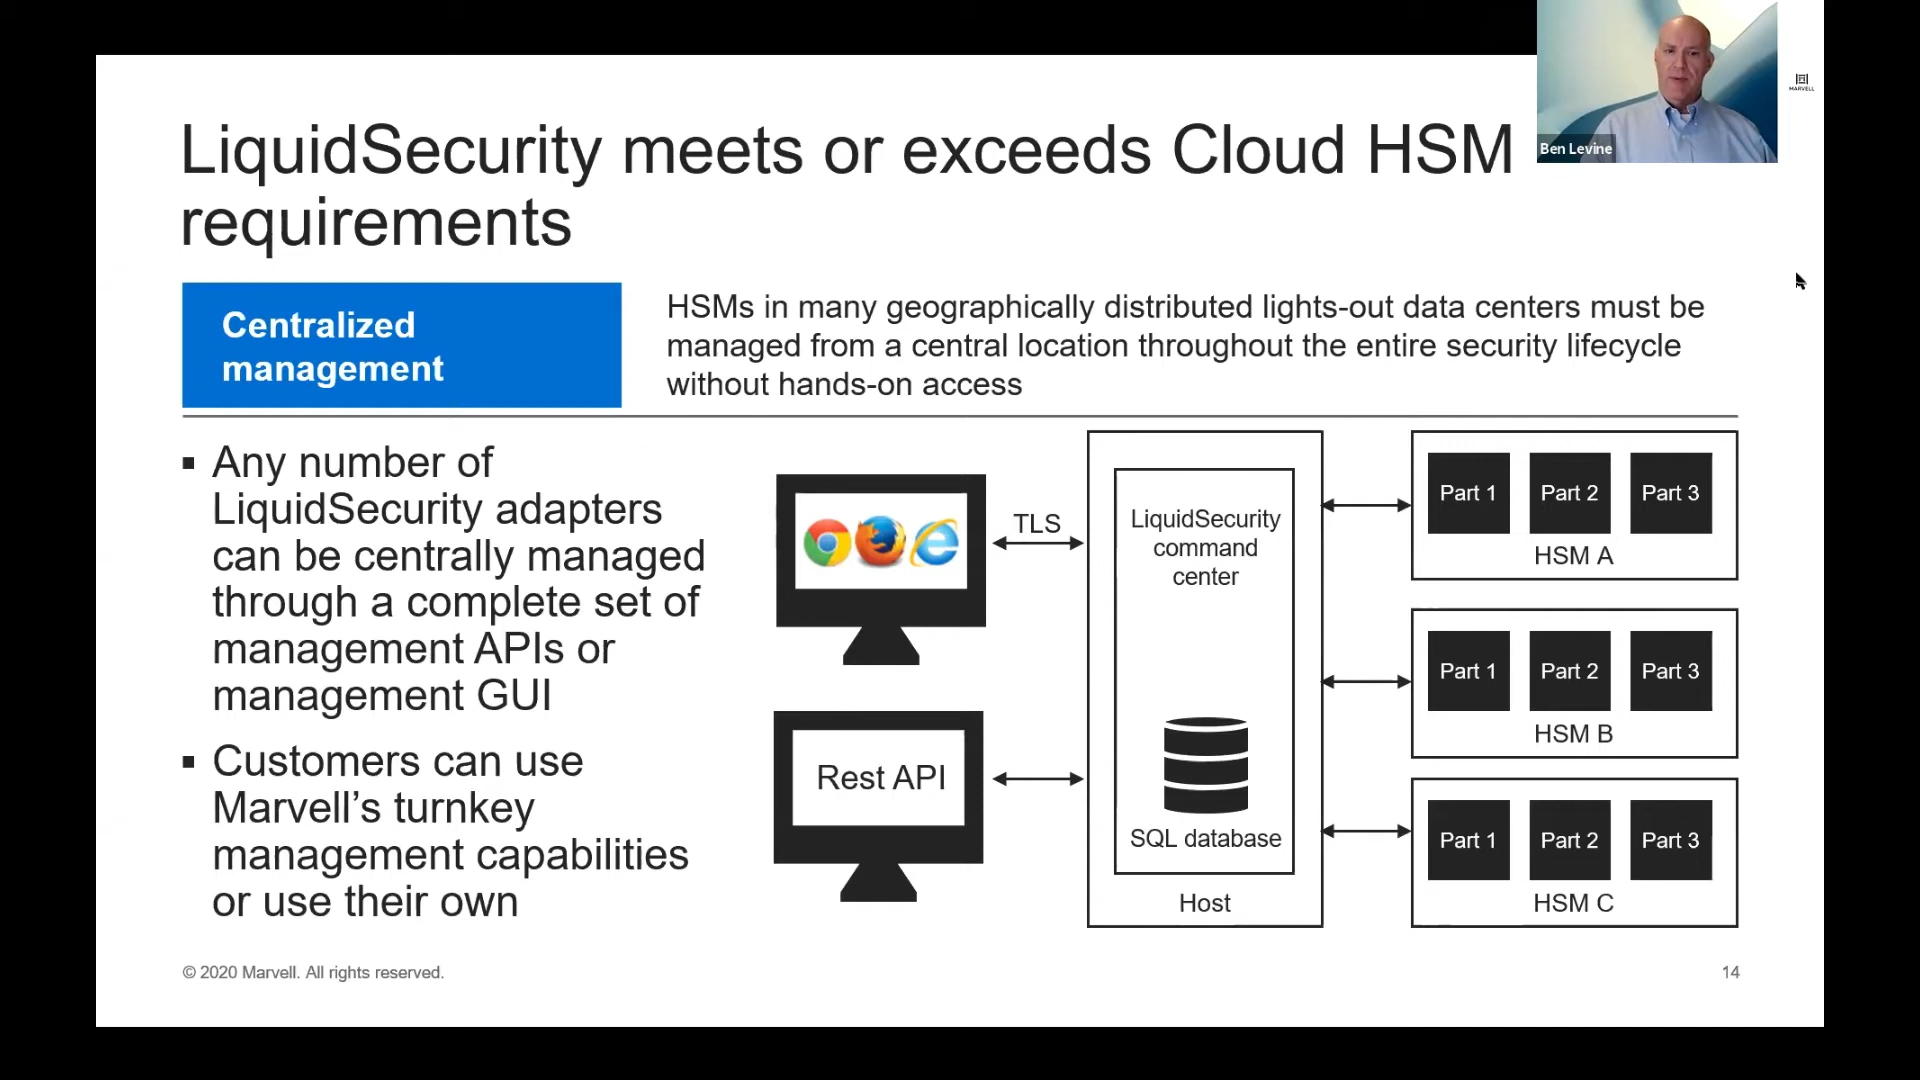 MARVELL
Ben Levine
LiquidSecurity meets or exceeds Cloud HSM
requirements
Centralized
management
HSMs in many geographically distributed lights-out data centers must be
managed from a central location throughout the entire security lifecycle
without hands-on access
▪ Any number of
LiquidSecurity adapters
can be centrally managed
through a complete set of
management APIs or
management GUI
▪ Customers can use
Marvell’s turnkey
management capabilities
or use their own
TLS
Rest API
LiquidSecurity
command
center
SQL database
Host
Part 1 Part 2 Part 3
HSM A
Part 1 Part 2 Part 3
HSM B
Part 1 Part 2 Part 3
HSM C
© 2020 Marvell. All rights reserved.
14